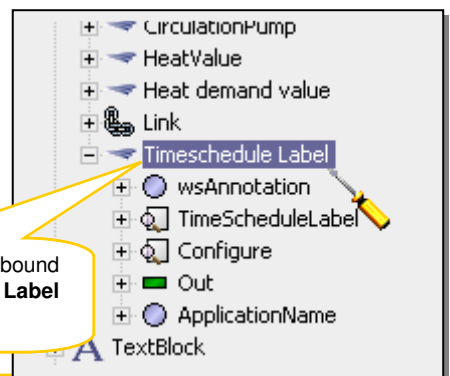 CirculationPump
HeatValue
Heat demand value
Link
Timeschedule Label
wsAnnotation
TimeScheduleLabel
Configure
Out
ApplicationName
A TextBlock
bound
Label